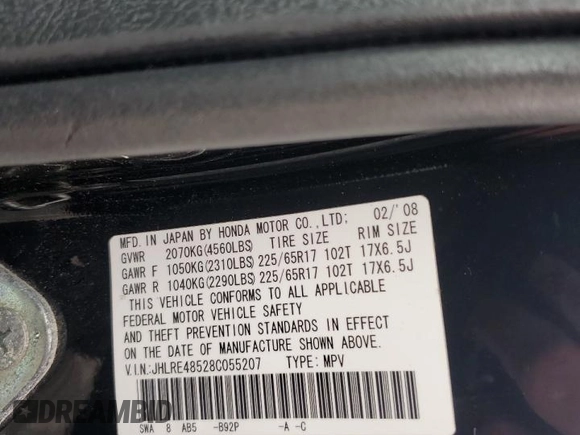 MFD. IN JAPAN BY HONDA MOTOR CO.,LTD: 02/'08
GVWR 2070KG(4560LBS) TIRE SIZE RIM SIZE
GAWR F 1050KG(2310LBS) 225/65R17 102T 17X6.5J
GAWR R 1040KG(2290LBS) 225/65R17 102T 17X6.5J
THIS VEHICLE CONFORMS TO ALL APPLICABLE
FEDERAL MOTOR VEHICLE SAFETY
AND THEFT PREVENTION STANDARDS IN EFFECT
ON THE DATE OF MANUFACTURE SHOWN ABOVE.
V.I.N:JHLRE48528C055207 TYPE: MPV
SWA 8 AB5 -B92P -A -C
DREAMBID